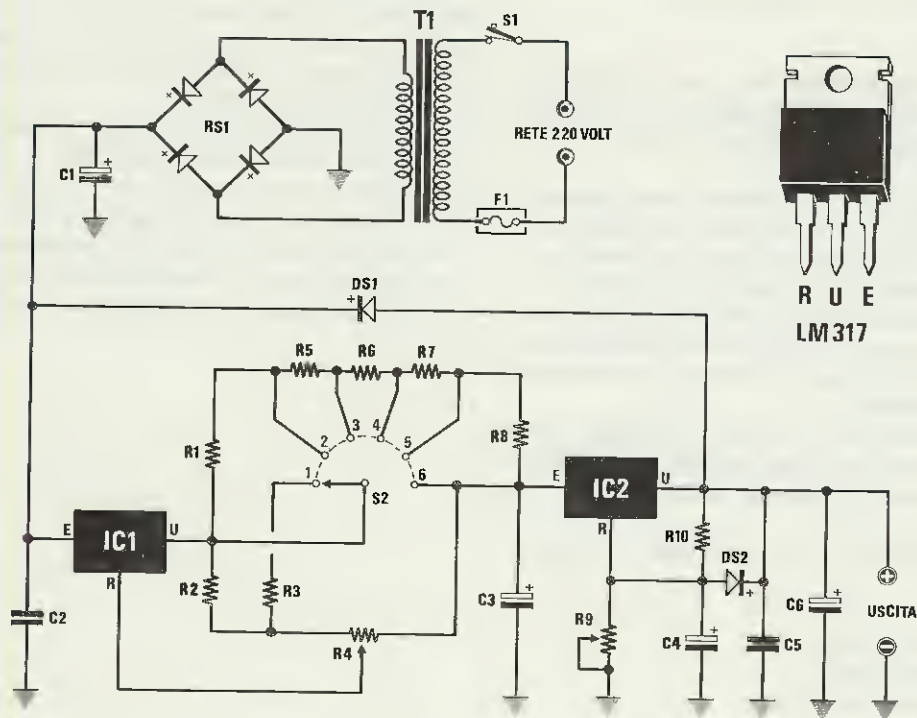 T1
S1
RS1
RETE 220 VOLT
C1
+
F1
R U E
LM317
DS1
+
R5 R6 R7
R1
1 2 3 4 5 6
S2
R8
E IC1 U
R
E IC2 U
R
R2
R3
R4
C2
C3
+
R9
R10
DS2
+
C4
+
C5
C6
+
+
USCITA
-